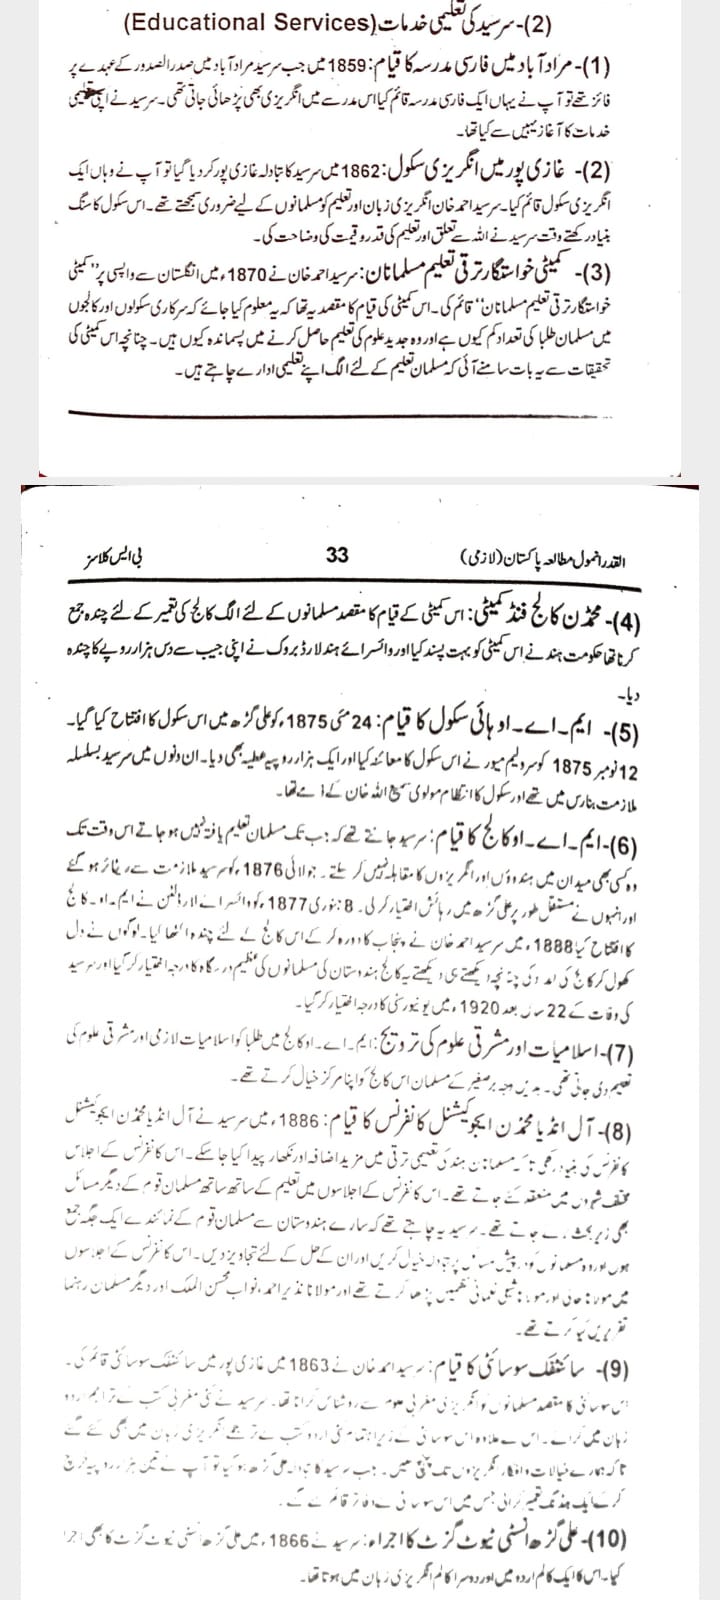 (2)- سرسید کی تعلیمی خدمات (Educational Services)
(1)- مراد آباد میں فارسی مدرسہ کا قیام: 1859 میں جب سرسید مراد آباد میں صدر الصدور کے عہدے پر
فائز تھے تو آپ نے یہاں ایک فارسی مدرسہ قائم کیا اس مدرسے میں انگریزی بھی پڑھائی جاتی تھی۔ سرسید نے اپنی تعلیمی
خدمات کا آغاز یہیں سے کیا تھا۔
(2)- غازی پور میں انگریزی سکول: 1862 میں سرسید کا تبادلہ غازی پور کر دیا گیا تو آپ نے وہاں ایک
انگریزی سکول قائم کیا۔ سرسید احمد خان انگریزی زبان اور تعلیم کو مسلمانوں کے لیے ضروری سمجھتے تھے۔ اس سکول کا سنگ
بنیاد رکھتے وقت سرسید نے اللہ سے تعلق اور تعلیم کی قدر و قیمت کی وضاحت کی۔
(3)- کمیٹی خواستگار ترقی تعلیم مسلمانان: سرسید احمد خان نے 1870ء میں انگلستان سے واپسی پر "کمیٹی
خواستگار ترقی تعلیم مسلمانان" قائم کی۔ اس کمیٹی کی قیام کا مقصد یہ تھا کہ یہ معلوم کیا جائے کہ سرکاری سکولوں اور کالجوں
میں مسلمان طلبا کی تعداد کم کیوں ہے اور وہ جدید علوم کی تعلیم حاصل کرنے میں پسماندہ کیوں ہیں۔ چنانچہ اس کمیٹی کی
تحقیقات سے یہ بات سامنے آئی کہ مسلمان تعلیم کے لئے الگ اپنے تعلیمی ادارے چاہتے ہیں۔
القدر انمول مطالعہ پاکستان (لازمی) 33 بی ایس کلاسز
(4)- محمڈن کالج فنڈ کمیٹی: اس کمیٹی کے قیام کا مقصد مسلمانوں کے لئے الگ کالج کی تعمیر کے لئے چندہ جمع
کرنا تھا حکومت ہند نے اس کمیٹی کو بہت پسند کیا اور وائسرائے ہند لارڈ بروک نے اپنی جیب سے دس ہزار روپے کا چندہ
دیا۔
(5)- ایم۔اے۔او ہائی سکول کا قیام: 24 مئی 1875ء کو علی گڑھ میں اس سکول کا افتتاح کیا گیا۔
12 نومبر 1875 کو سر ولیم میور نے اس سکول کا معائنہ کیا اور ایک ہزار روپیہ عطیہ بھی دیا۔ ان دنوں میں سرسید بسلسلہ
ملازمت بنارس میں تھے اور سکول کا انتظام مولوی سمیع اللہ خان کے ذمے تھا۔
(6)- ایم۔اے۔او کالج کا قیام: سرسید جانتے تھے کہ جب تک مسلمان تعلیم یافتہ نہیں ہو جاتے اس وقت تک
وہ کسی بھی میدان میں ہندوؤں اور انگریزوں کا مقابلہ نہیں کر سکتے۔ جولائی 1876ء کو سرسید ملازمت سے ریٹائر ہو گئے
اور انہوں نے مستقل طور پر علی گڑھ میں رہائش اختیار کر لی۔ 8 جنوری 1877ء کو وائسرائے لارڈ لٹن نے ایم۔او۔کالج
کا افتتاح کیا 1888ء میں سرسید احمد خان نے پنجاب کا دورہ کر کے اس کالج کے لئے چندہ اکٹھا کیا۔ لوگوں نے دل
کھول کر کالج کی امداد کی چنانچہ دیکھتے ہی دیکھتے یہ کالج ہندوستان کی مسلمانوں کی عظیم درسگاہ کا درجہ اختیار کر گیا اور سرسید
کی وفات کے 22 سال بعد 1920ء میں یونیورسٹی کا درجہ اختیار کر گیا۔
(7)- اسلامیات اور مشرقی علوم کی ترویج: ایم۔اے۔او کالج میں طلبا کو اسلامیات لازمی اور مشرقی علوم کی
تعلیم دی جاتی تھی۔ یہیں وجہ برصغیر کے مسلمان اس کالج کو اپنا مرکز خیال کرتے تھے۔
(8)- آل انڈیا محمڈن ایجوکیشنل کانفرنس کا قیام: 1886ء میں سرسید نے آل انڈیا محمڈن ایجوکیشنل
کانفرنس کی بنیاد رکھی تاکہ مسلمانان ہند کی تعلیمی ترقی میں مزید اضافہ اور نکھار پیدا کیا جا سکے۔ اس کانفرنس کے اجلاس
مختلف شہروں میں منعقد کئے جاتے تھے۔ اس کانفرنس کے اجلاسوں میں تعلیم کے ساتھ ساتھ مسلمان قوم کے دیگر مسائل
بھی زیر بحث لائے جاتے تھے۔ سرسید یہ چاہتے تھے کہ سارے ہندوستان سے مسلمان قوم کے نمائندے ایک جگہ جمع
ہوں اور وہ مسلمانوں کو درپیش مسائل پر تبادلہ خیال کریں اور ان کے حل کے لئے تجاویز دیں۔ اس کانفرنس کے اجلاسوں
میں مولانا حالی اور مولانا شبلی نعمانی نظمیں پڑھا کرتے تھے اور مولانا نذیر احمد، نواب محسن الملک اور دیگر مسلمان رہنما
تقریریں کیا کرتے تھے۔
(9)- سائنٹفک سوسائٹی کا قیام: سرسید احمد خان نے 1863 میں غازی پور میں سائنٹفک سوسائٹی قائم کی۔
اس سوسائٹی کا مقصد مسلمانوں کو انگریزی مغربی علوم سے روشناس کرانا تھا۔ سرسید نے کئی مغربی کتب کے تراجم اردو
زبان میں کرائے۔ اس کے علاوہ اس سوسائٹی کے زیر اہتمام کئی اردو کتب کے ترجمے انگریزی زبان میں بھی کئے گئے
تاکہ ہمارے خیالات و افکار انگریزوں تک پہنچ سکیں۔ جب سرسید کا تبادلہ علی گڑھ ہو گیا تو آپ نے تین ہزار روپیہ خرچ
کر کے ایک بلڈنگ تعمیر کرائی جس میں اس سوسائٹی کے دفاتر قائم کئے گئے۔
(10)- علی گڑھ انسٹی ٹیوٹ گزٹ کا اجراء: سرسید نے 1866ء میں علی گڑھ انسٹی ٹیوٹ گزٹ کا بھی اجرا
کیا۔ اس کا ایک کالم اردو میں اور دوسرا کالم انگریزی زبان میں ہوتا تھا۔